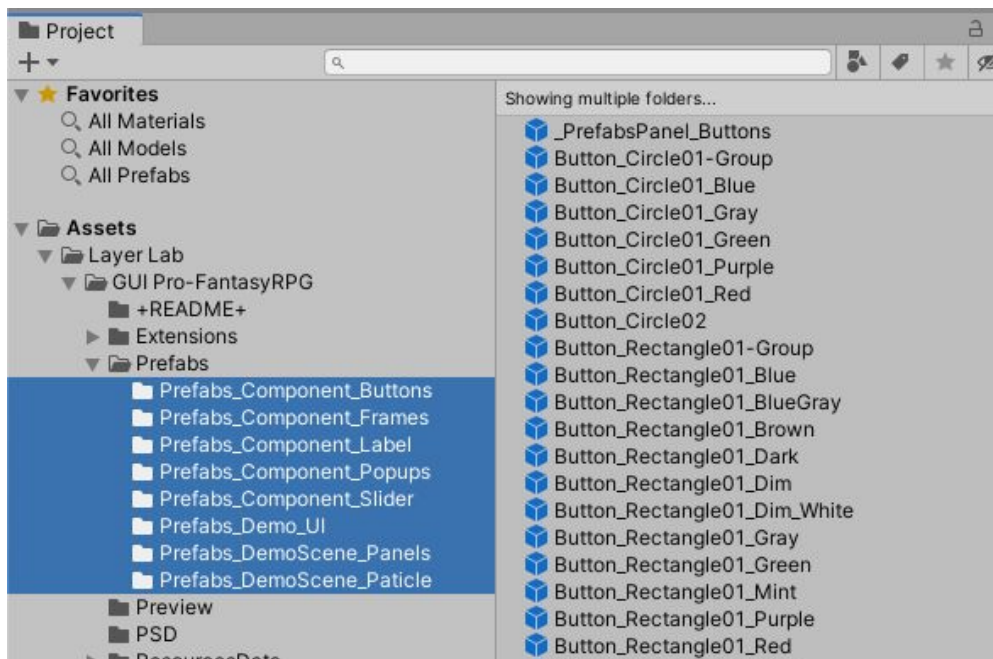 Project
Favorites
All Materials
All Models
All Prefabs
Assets
Layer Lab
GUI Pro-FantasyRPG
+README+
Extensions
Prefabs
Prefabs_Component_Buttons
Prefabs_Component_Frames
Prefabs_Component_Label
Prefabs_Component_Popups
Prefabs_Component_Slider
Prefabs_Demo_UI
Prefabs_DemoScene_Panels
Prefabs_DemoScene_Paticle
Preview
PSD
Showing multiple folders...
_PrefabsPanel_Buttons
Button_Circle01-Group
Button_Circle01_Blue
Button_Circle01_Gray
Button_Circle01_Green
Button_Circle01_Purple
Button_Circle01_Red
Button_Circle02
Button_Rectangle01-Group
Button_Rectangle01_Blue
Button_Rectangle01_BlueGray
Button_Rectangle01_Brown
Button_Rectangle01_Dark
Button_Rectangle01_Dim
Button_Rectangle01_Dim_White
Button_Rectangle01_Gray
Button_Rectangle01_Green
Button_Rectangle01_Mint
Button_Rectangle01_Purple
Button_Rectangle01_Red